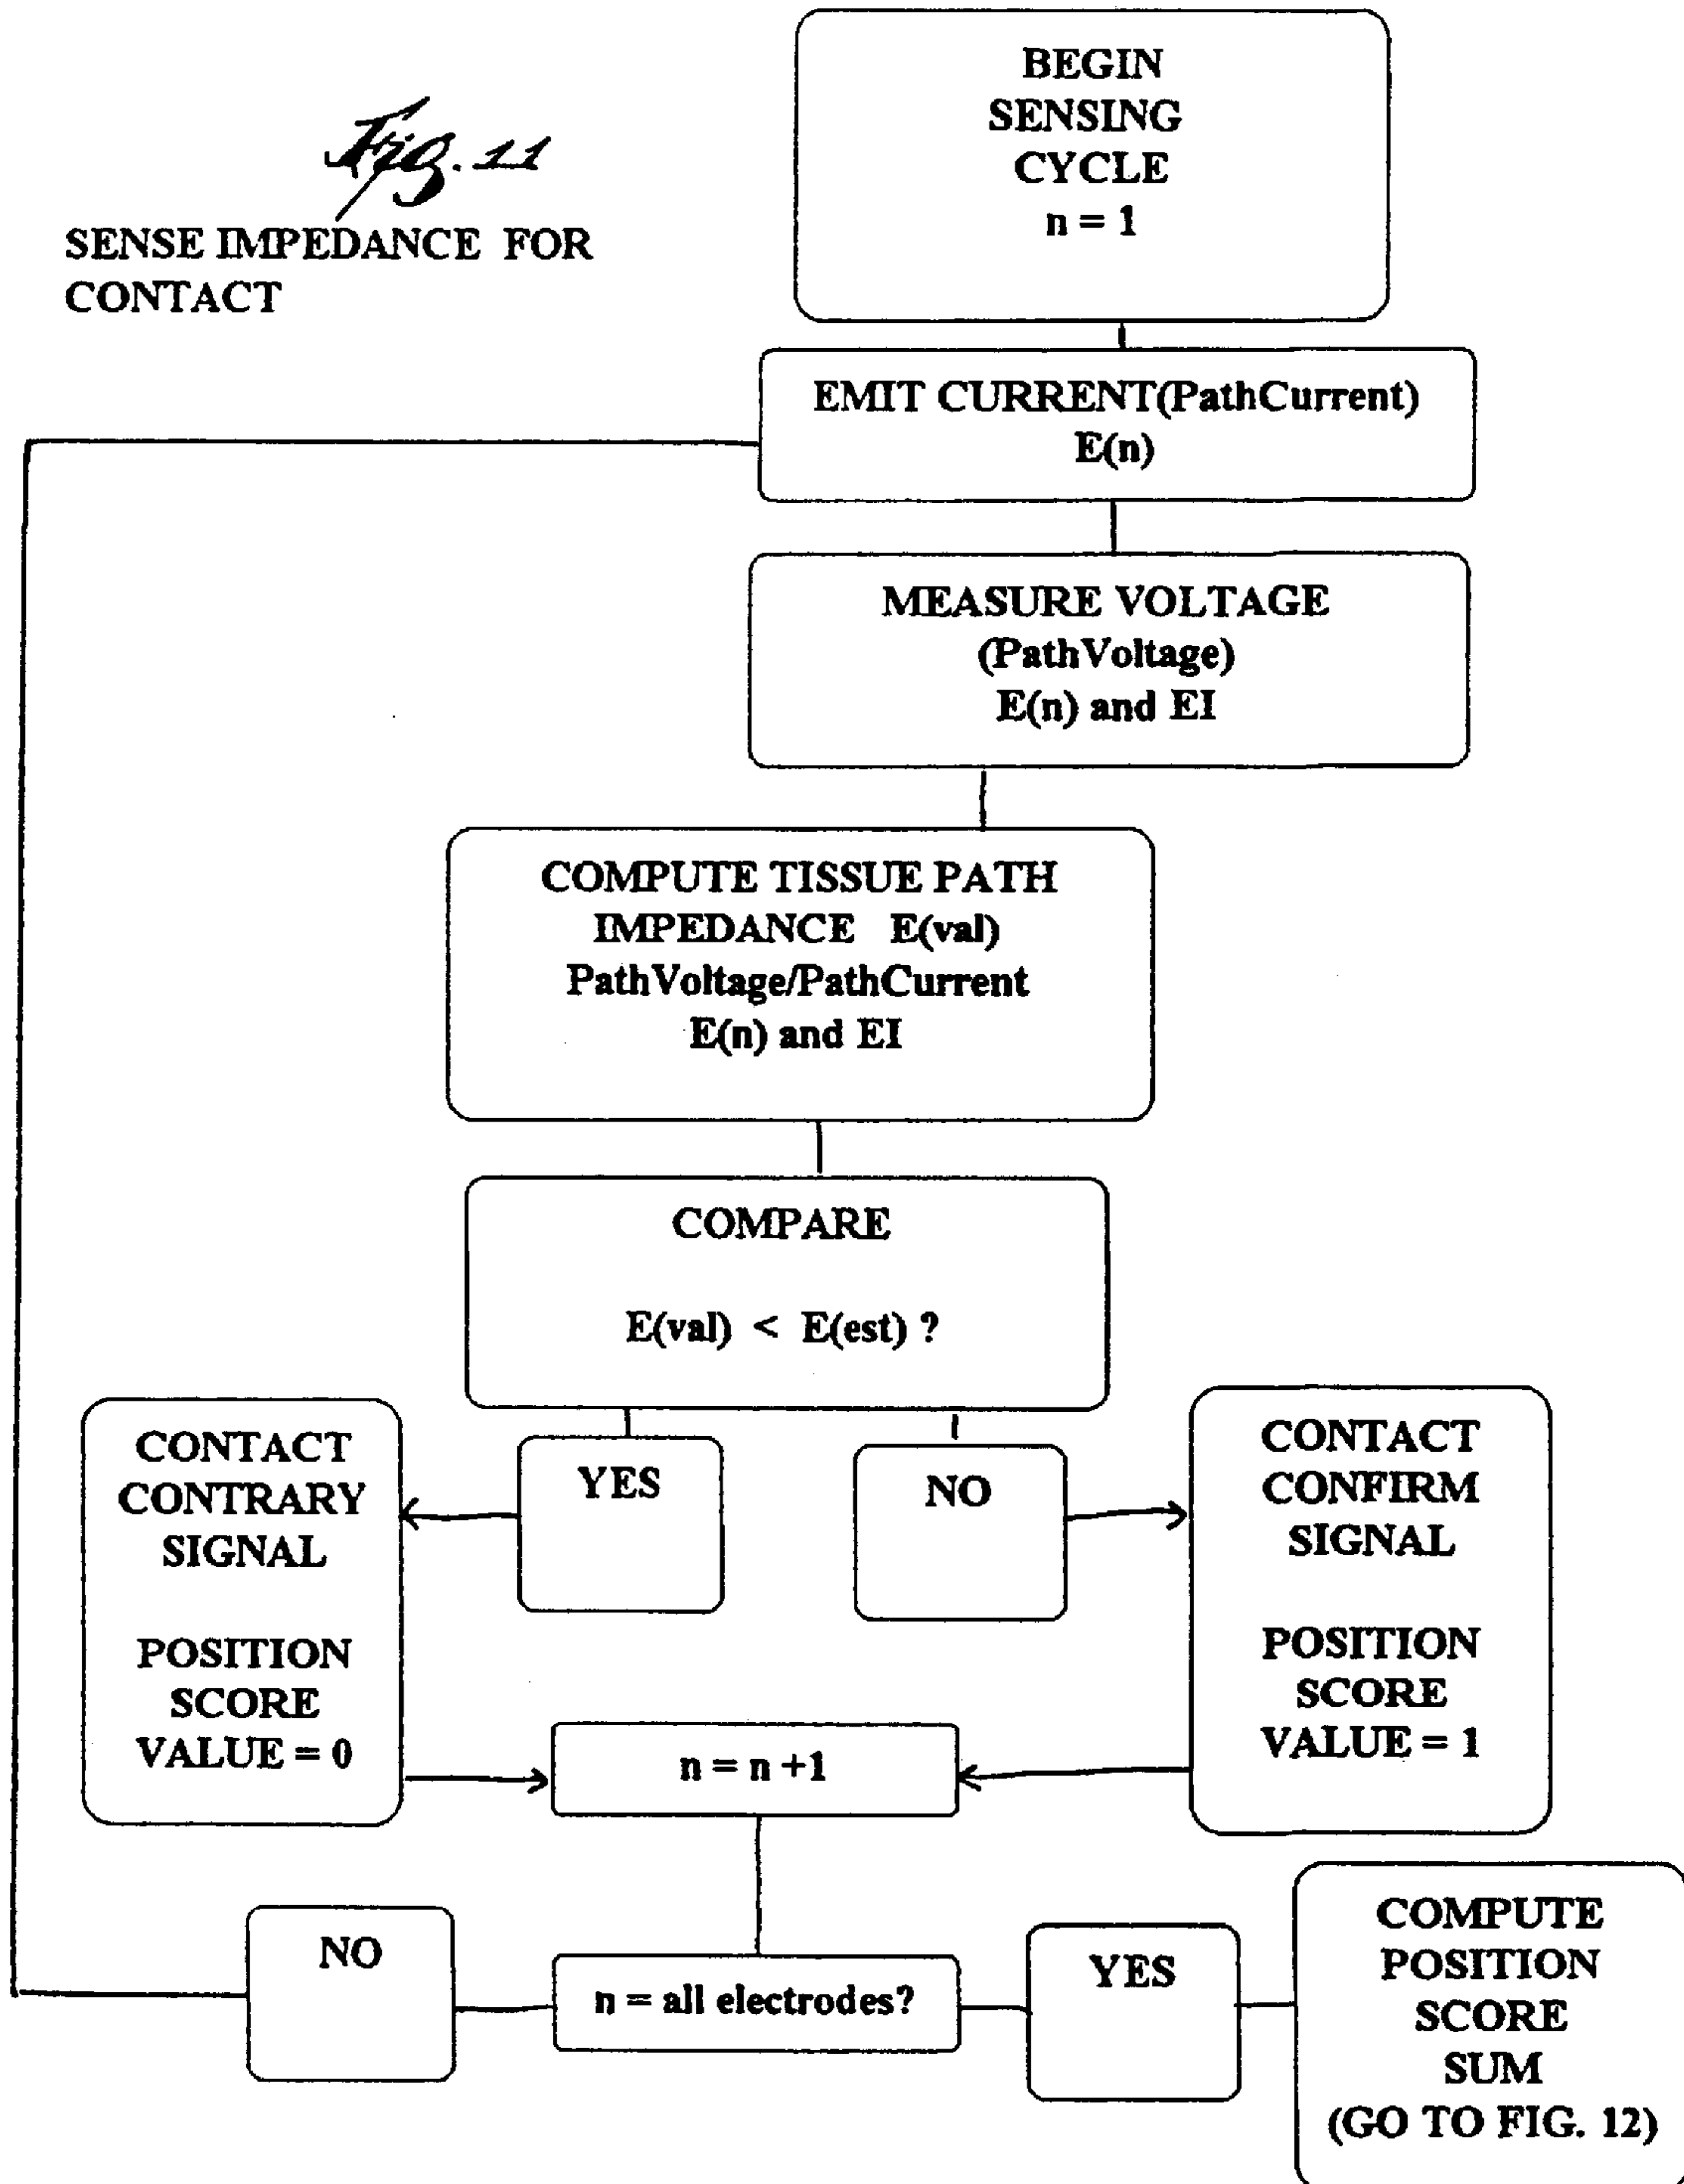 Fig. 11
SENSE IMPEDANCE FOR
CONTACT
BEGIN
SENSING
CYCLE
n = 1
EMIT CURRENT(PathCurrent)
E(n)
MEASURE VOLTAGE
(PathVoltage)
E(n) and EI
COMPUTE TISSUE PATH
IMPEDANCE E(val)
PathVoltage/PathCurrent
E(n) and EI
COMPARE
E(val) < E(est) ?
YES
NO
CONTACT
CONTRARY
SIGNAL
POSITION
SCORE
VALUE = 0
CONTACT
CONFIRM
SIGNAL
POSITION
SCORE
VALUE = 1
n = n +1
n = all electrodes?
NO
YES
COMPUTE
POSITION
SCORE
SUM
(GO TO FIG. 12)